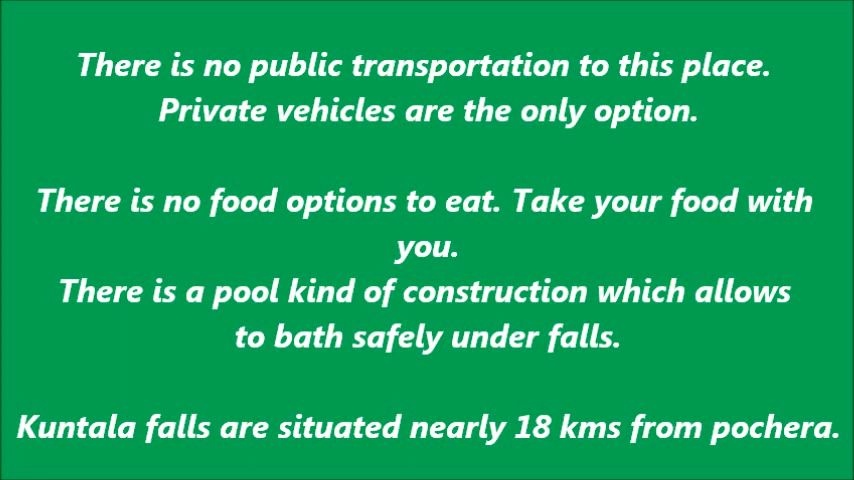 There is no public transportation to this place.
Private vehicles are the only option.
There is no food options to eat. Take your food with
you.
There is a pool kind of construction which allows
to bath safely under falls.
Kuntala falls are situated nearly 18 kms from pochera.